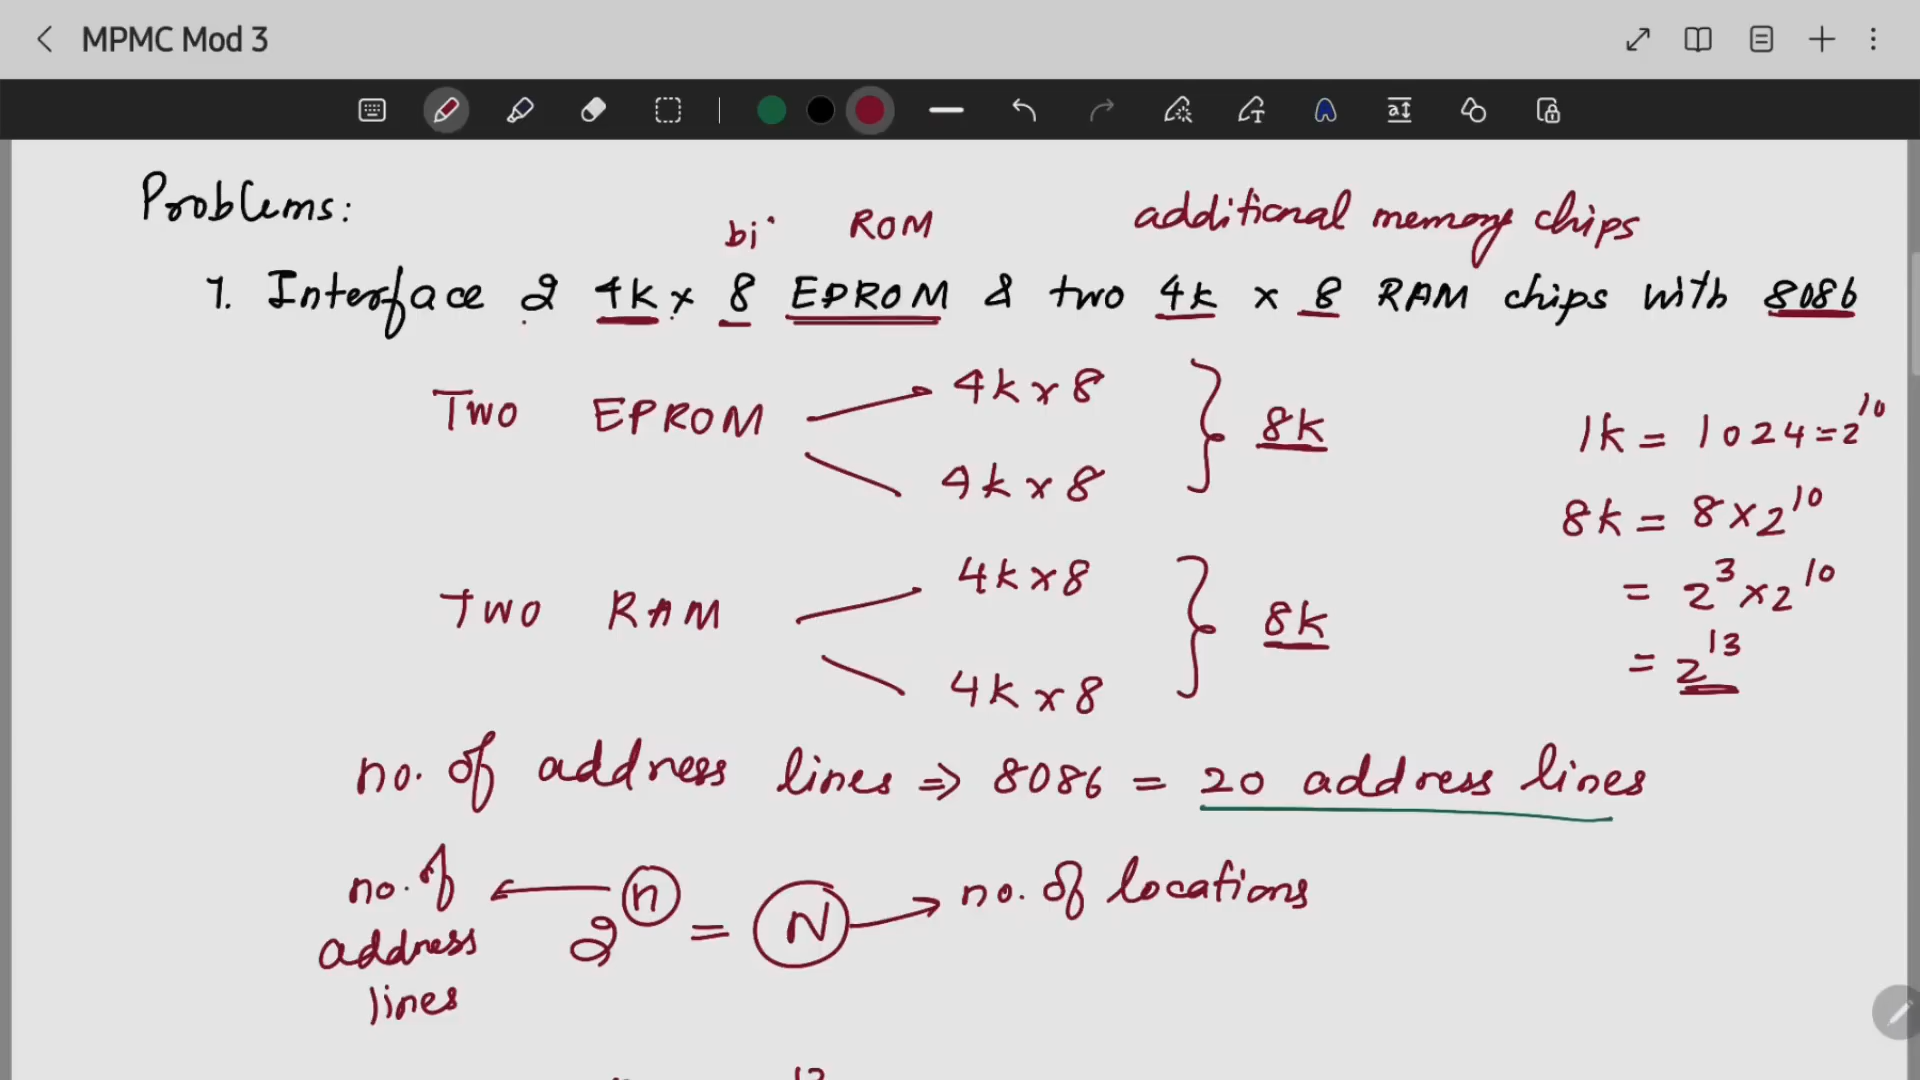 MPMC Mod 3
Problems:
bi ROM additional memory chips
1. Interface 2 4k x 8 EPROM & two 4k x 8 RAM chips with 8086
Two EPROM
4k x 8
4k x 8
8k
1k = 1024 = 2^10
8k = 8 x 2^10
= 2^3 x 2^10
= 2^13
Two RAM
4k x 8
4k x 8
8k
no. of address lines ⇒ 8086 = 20 address lines
no. of address lines ← 2^n = N → no. of locations